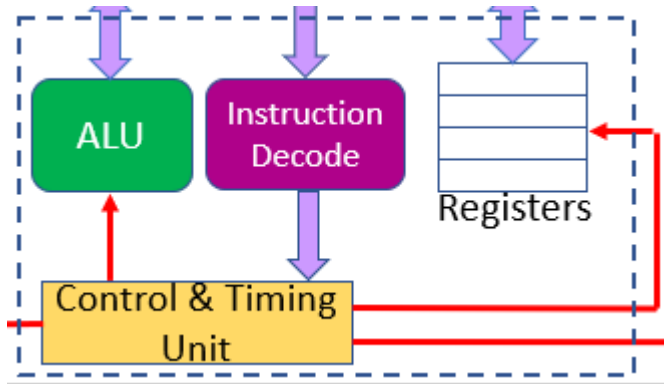 ALU
Instruction
Decode
Registers
Control & Timing
Unit